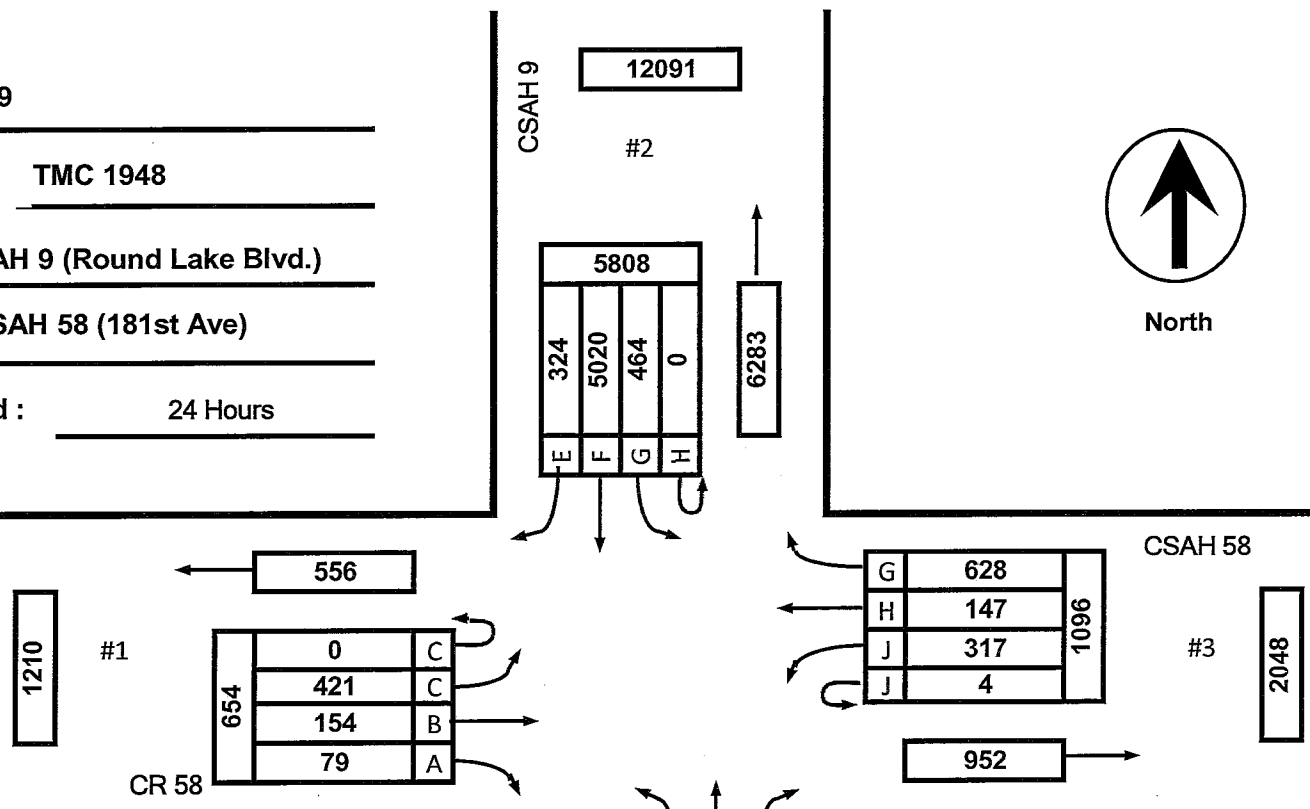 9
TMC 1948
AH 9 (Round Lake Blvd.)
SAH 58 (181st Ave)
d : 24 Hours
CSAH 9
12091
#2
5808
324 5020 464 0
E F G H
6283
North
CSAH 58
556
1210
#1
654
0 C
421 C
154 B
79 A
CR 58
G 628
H 147
J 317
J 4
1096
#3
2048
952